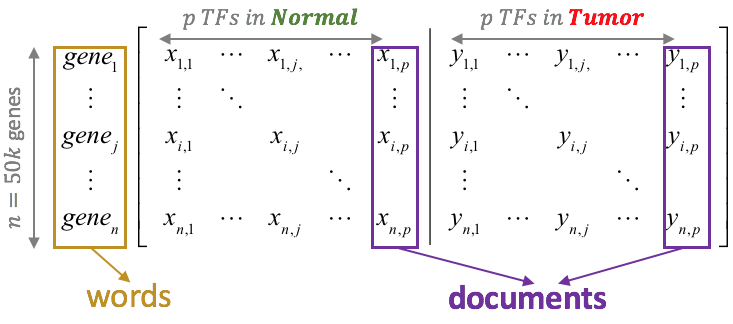 p TFs in Normal p TFs in Tumor
gene₁ x₁,₁ ⋯ x₁,ⱼ, ⋯ x₁,ₚ y₁,₁ ⋯ y₁,ⱼ, ⋯ y₁,ₚ
⋮ ⋮ ⋱ ⋮ ⋮ ⋱ ⋮
geneⱼ xᵢ,₁ xᵢ,ⱼ xᵢ,ₚ yᵢ,₁ yᵢ,ⱼ yᵢ,ₚ
⋮ ⋮ ⋱ ⋮ ⋱
geneₙ xₙ,₁ ⋯ xₙ,ⱼ ⋯ xₙ,ₚ yₙ,₁ ⋯ yₙ,ⱼ ⋯ yₙ,ₚ
n = 50k genes
words
documents